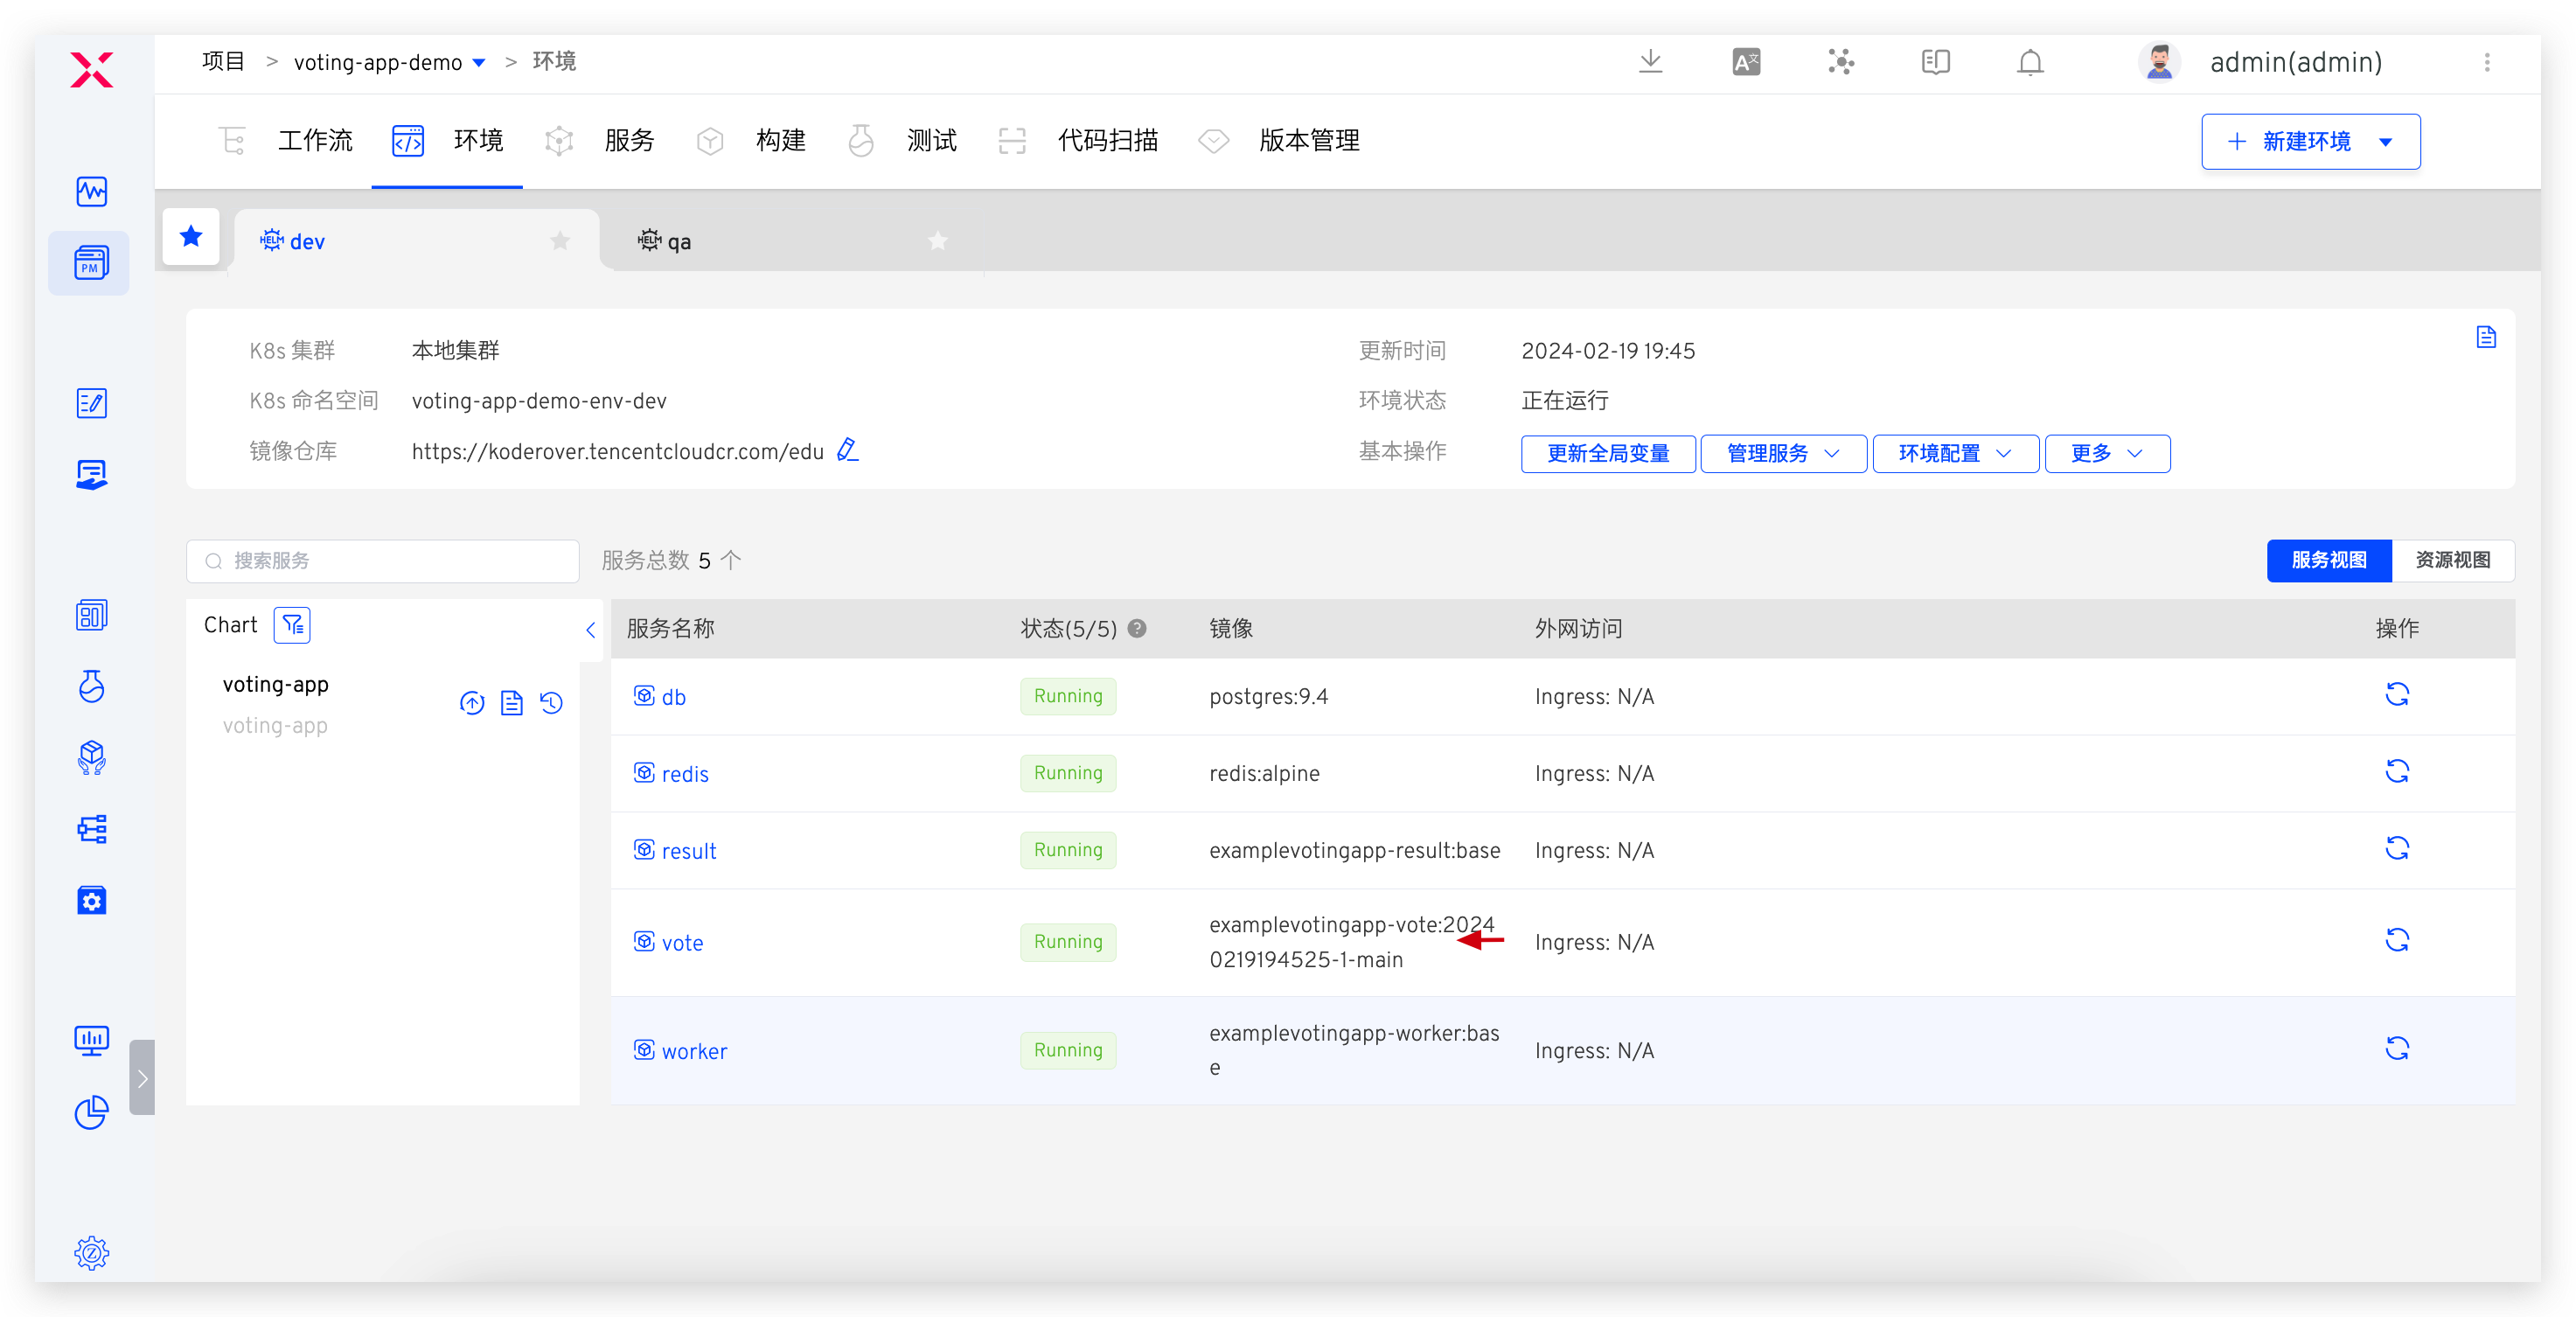 项目 > voting-app-demo > 环境
admin(admin)
工作流 环境 服务 构建 测试 代码扫描 版本管理
+ 新建环境
PM
HELM dev
HELM qa
K8s 集群 本地集群
更新时间 2024-02-19 19:45
K8s 命名空间 voting-app-demo-env-dev
环境状态 正在运行
镜像仓库 https://koderover.tencentcloudcr.com/edu
基本操作 更新全局变量 管理服务 环境配置 更多
搜索服务
服务总数 5 个
服务视图 资源视图
Chart
voting-app
voting-app
服务名称 状态(5/5) 镜像 外网访问 操作
db Running postgres:9.4 Ingress: N/A
redis Running redis:alpine Ingress: N/A
result Running examplevotingapp-result:base Ingress: N/A
vote Running examplevotingapp-vote:2024
0219194525-1-main Ingress: N/A
worker Running examplevotingapp-worker:bas
e Ingress: N/A